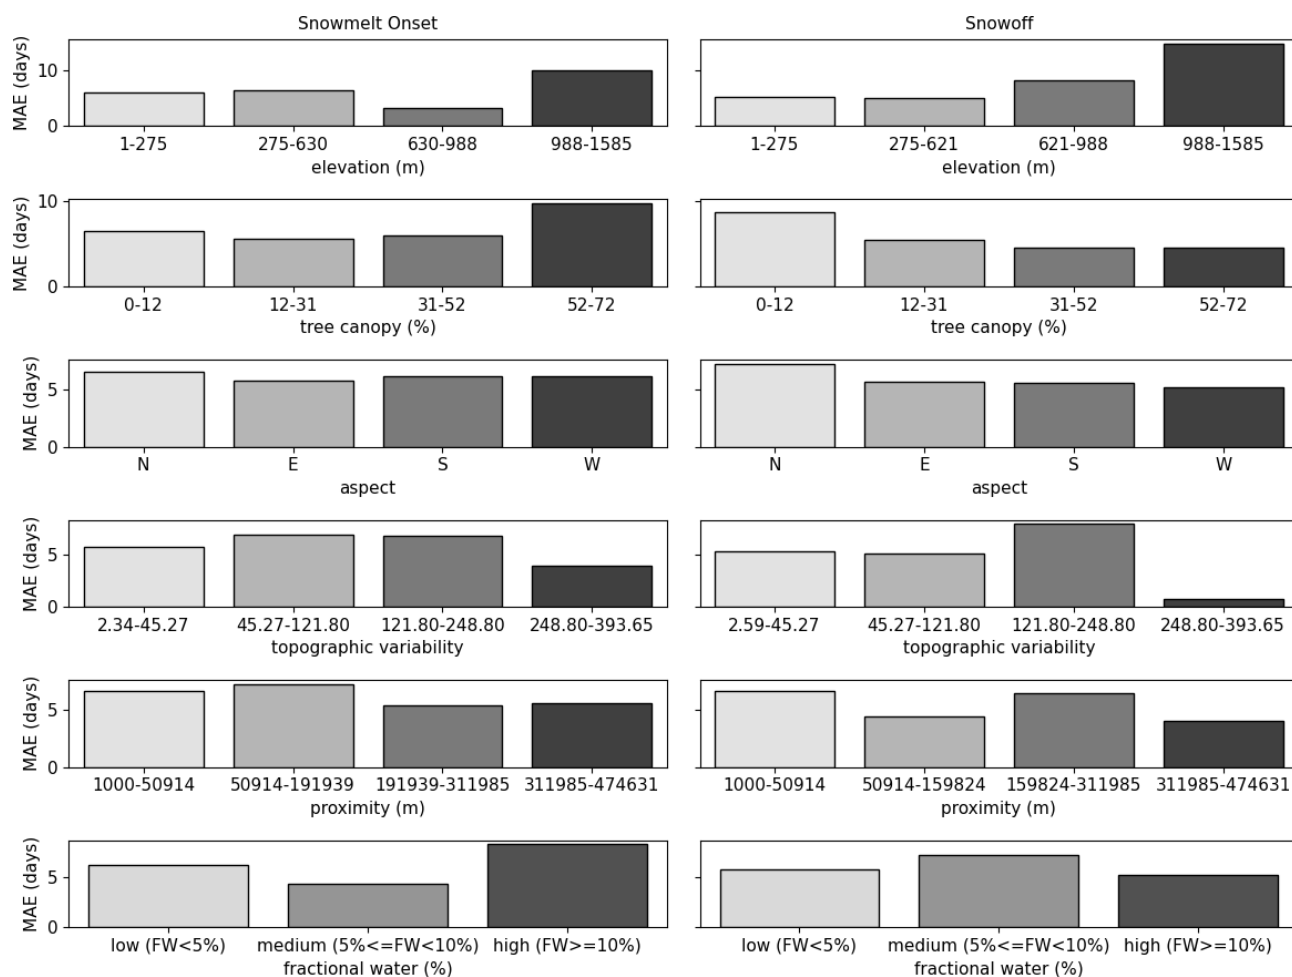 Snowmelt Onset
Snowoff
MAE (days)
10
0
1-275 275-630 630-988 988-1585
elevation (m)
1-275 275-621 621-988 988-1585
elevation (m)
MAE (days)
10
0
0-12 12-31 31-52 52-72
tree canopy (%)
0-12 12-31 31-52 52-72
tree canopy (%)
MAE (days)
5
0
N E S W
aspect
N E S W
aspect
MAE (days)
5
0
2.34-45.27 45.27-121.80 121.80-248.80 248.80-393.65
topographic variability
2.59-45.27 45.27-121.80 121.80-248.80 248.80-393.65
topographic variability
MAE (days)
5
0
1000-50914 50914-191939 191939-311985 311985-474631
proximity (m)
1000-50914 50914-159824 159824-311985 311985-474631
proximity (m)
MAE (days)
5
0
low (FW<5%) medium (5%<=FW<10%) high (FW>=10%)
fractional water (%)
low (FW<5%) medium (5%<=FW<10%) high (FW>=10%)
fractional water (%)